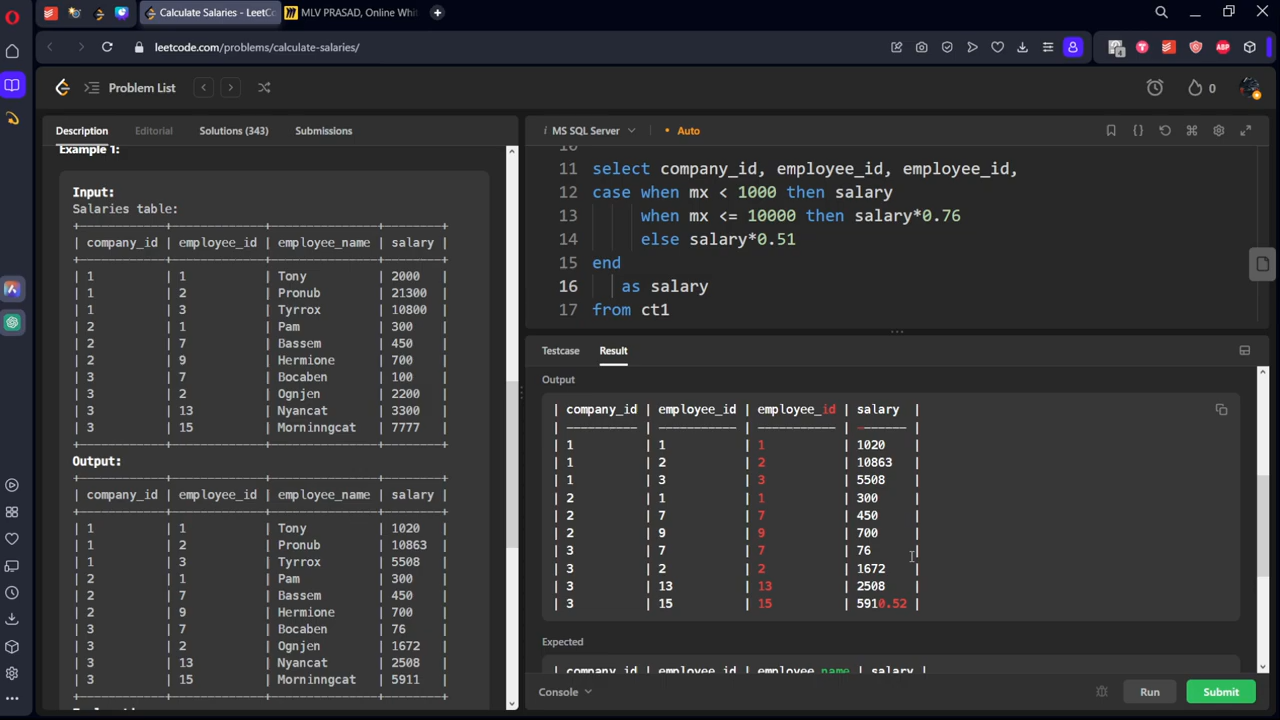 Calculate Salaries - LeetCo
MLV PRASAD, Online Whit
leetcode.com/problems/calculate-salaries/
ABP
Problem List
0
Description
Editorial
Solutions (343)
Submissions
Example 1:
Input:
Salaries table:
+------------+-------------+---------------+--------+
| company_id | employee_id | employee_name | salary |
+------------+-------------+---------------+--------+
| 1 | 1 | Tony | 2000 |
| 1 | 2 | Pronub | 21300 |
| 1 | 3 | Tyrrox | 10800 |
| 2 | 1 | Pam | 300 |
| 2 | 7 | Bassem | 450 |
| 2 | 9 | Hermione | 700 |
| 3 | 7 | Bocaben | 100 |
| 3 | 2 | Ognjen | 2200 |
| 3 | 13 | Nyancat | 3300 |
| 3 | 15 | Morninngcat | 7777 |
+------------+-------------+---------------+--------+
Output:
+------------+-------------+---------------+--------+
| company_id | employee_id | employee_name | salary |
+------------+-------------+---------------+--------+
| 1 | 1 | Tony | 1020 |
| 1 | 2 | Pronub | 10863 |
| 1 | 3 | Tyrrox | 5508 |
| 2 | 1 | Pam | 300 |
| 2 | 7 | Bassem | 450 |
| 2 | 9 | Hermione | 700 |
| 3 | 7 | Bocaben | 76 |
| 3 | 2 | Ognjen | 1672 |
| 3 | 13 | Nyancat | 2508 |
| 3 | 15 | Morninngcat | 5911 |
+------------+-------------+---------------+--------+
MS SQL Server
Auto
10
11 select company_id, employee_id, employee_id,
12 case when mx < 1000 then salary
13 when mx <= 10000 then salary*0.76
14 else salary*0.51
15 end
16 as salary
17 from ct1
Testcase
Result
Output
| company_id | employee_id | employee_id | salary |
| ---------- | ----------- | ----------- | ------- |
| 1 | 1 | 1 | 1020 |
| 1 | 2 | 2 | 10863 |
| 1 | 3 | 3 | 5508 |
| 2 | 1 | 1 | 300 |
| 2 | 7 | 7 | 450 |
| 2 | 9 | 9 | 700 |
| 3 | 7 | 7 | 76 |
| 3 | 2 | 2 | 1672 |
| 3 | 13 | 13 | 2508 |
| 3 | 15 | 15 | 5910.52 |
Expected
| company_id | employee_id | employee_name | salary |
Console
Run
Submit